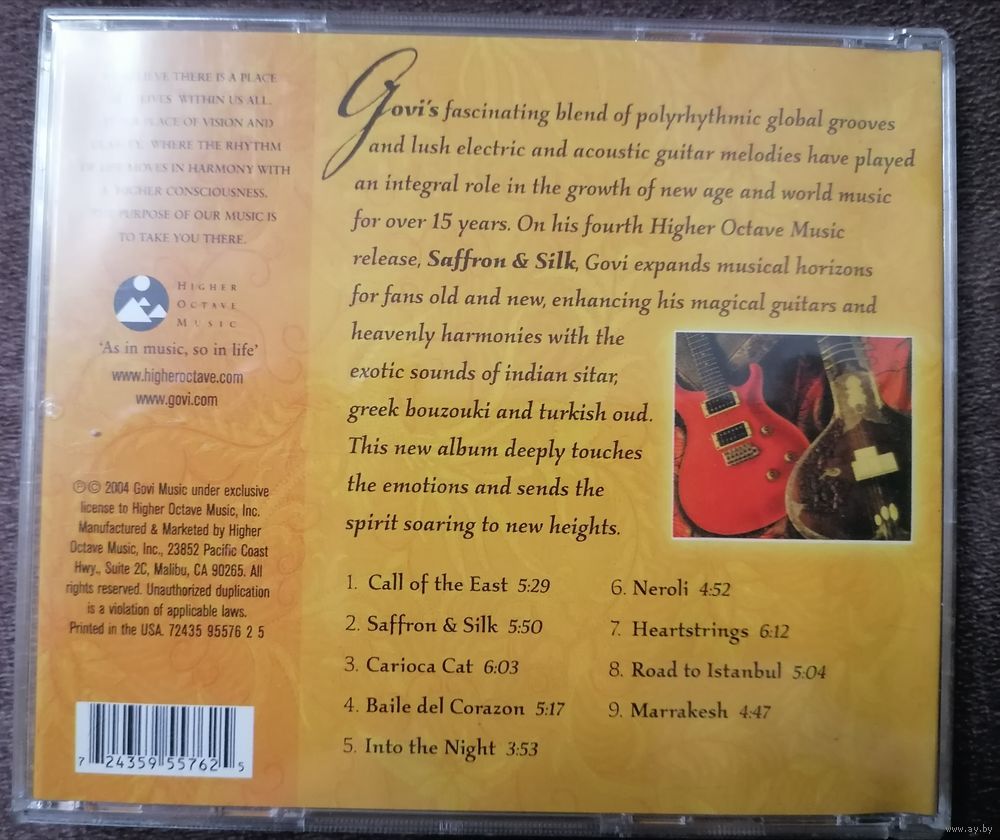 IEVE THERE IS A PLACE
LIVES WITHIN US ALL.
PLACE OF VISION AND
WHERE THE RHYTHM
MOVES IN HARMONY WITH
HIGHER CONSCIOUSNESS.
PURPOSE OF OUR MUSIC IS
TO TAKE YOU THERE.
HIGHER
OCTAVE
MUSIC
'As in music, so in life'
www.higheroctave.com
www.govi.com
℗© 2004 Govi Music under exclusive
license to Higher Octave Music, Inc.
Manufactured & Marketed by Higher
Octave Music, Inc., 23852 Pacific Coast
Hwy., Suite 2C, Malibu, CA 90265. All
rights reserved. Unauthorized duplication
is a violation of applicable laws.
Printed in the USA. 72435 95576 2 5
7 24359 55762 5
Govi's fascinating blend of polyrhythmic global grooves
and lush electric and acoustic guitar melodies have played
an integral role in the growth of new age and world music
for over 15 years. On his fourth Higher Octave Music
release, Saffron & Silk, Govi expands musical horizons
for fans old and new, enhancing his magical guitars and
heavenly harmonies with the
exotic sounds of indian sitar,
greek bouzouki and turkish oud.
This new album deeply touches
the emotions and sends the
spirit soaring to new heights.
1. Call of the East 5:29
2. Saffron & Silk 5:50
3. Carioca Cat 6:03
4. Baile del Corazon 5:17
5. Into the Night 3:53
6. Neroli 4:52
7. Heartstrings 6:12
8. Road to Istanbul 5:04
9. Marrakesh 4:47
www.ay.by